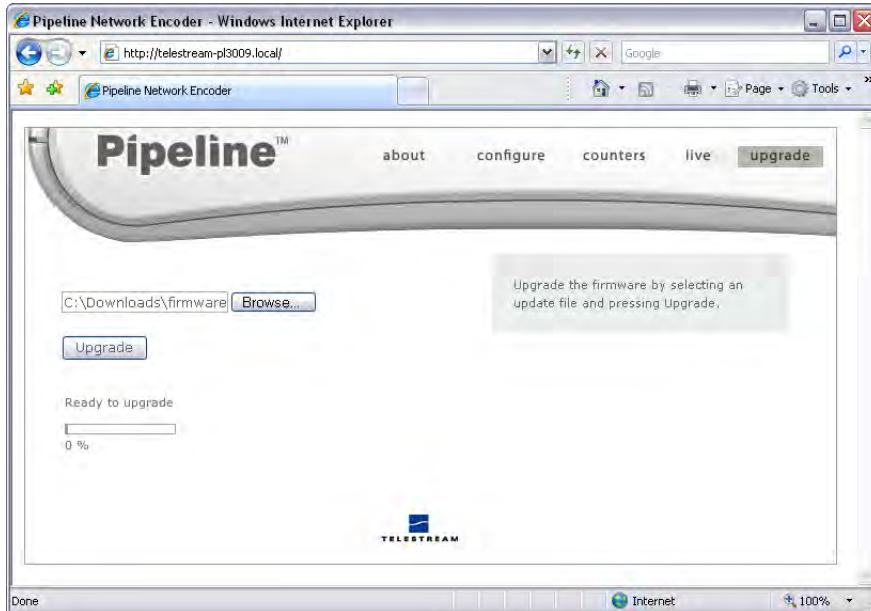 Pipeline Network Encoder - Windows Internet Explorer
http://telestream-pl3009.local/
Google
Pipeline Network Encoder
Page
Tools
Pipeline™
about configure counters live upgrade
Upgrade the firmware by selecting an
update file and pressing Upgrade.
C:\Downloads\firmware Browse...
Upgrade
Ready to upgrade
0 %
TELESTREAM
Done
Internet
100%